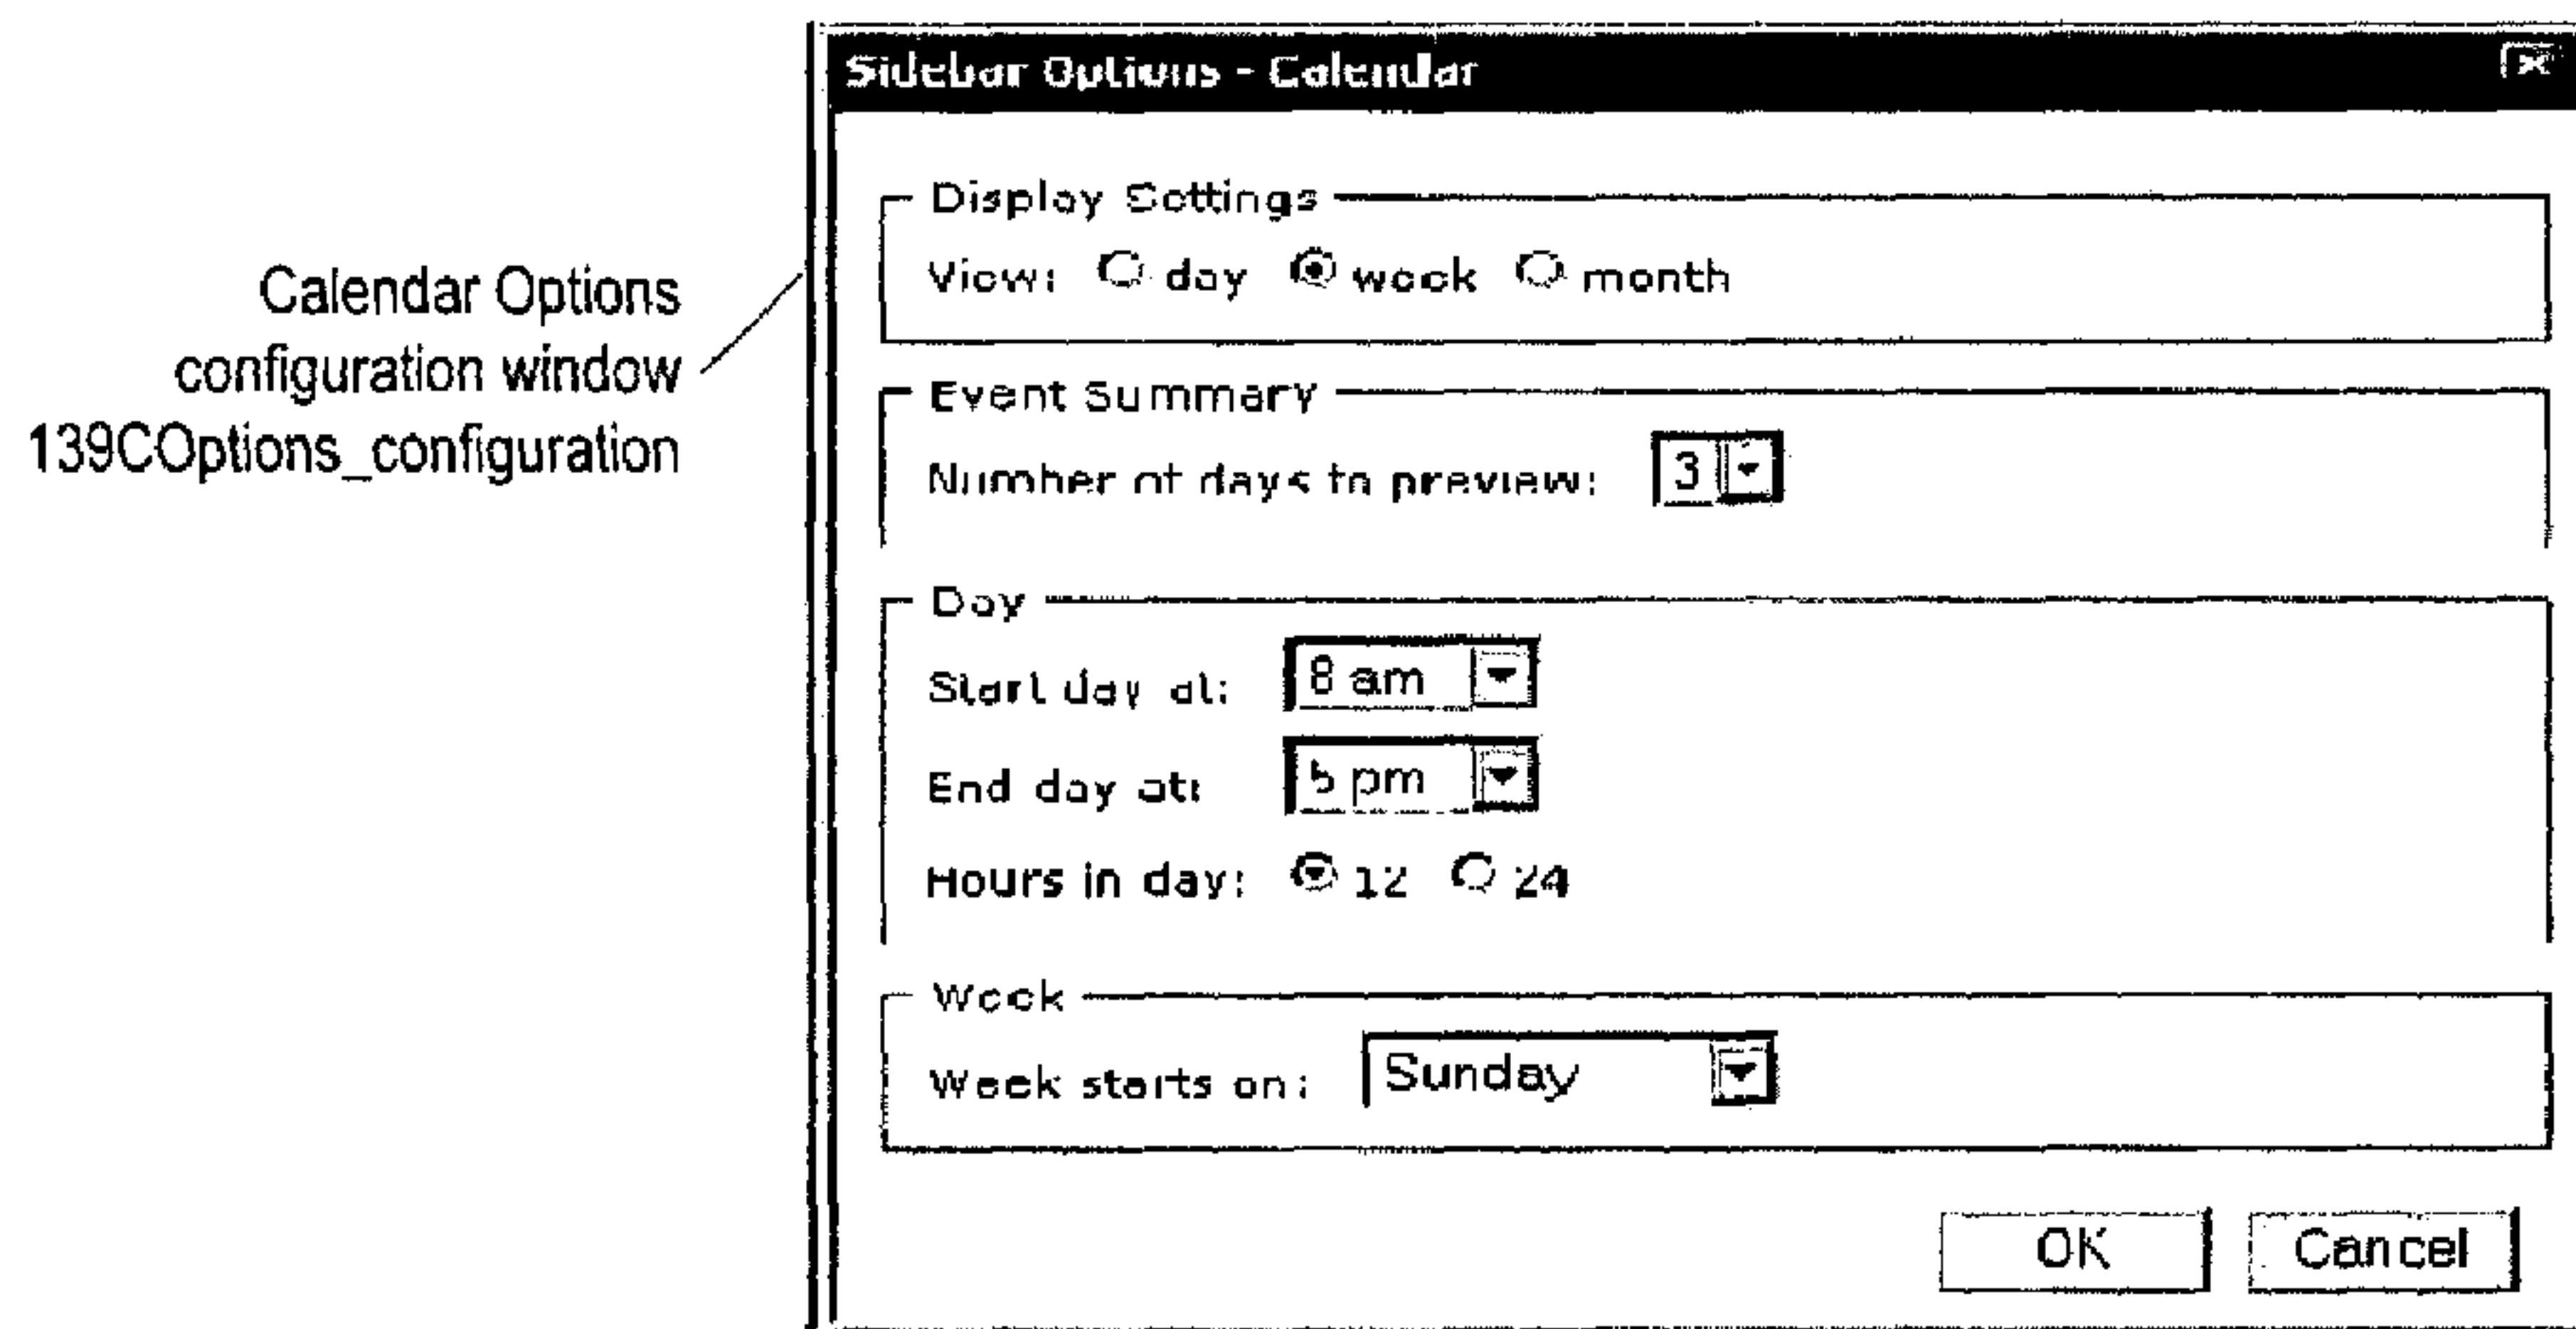 Sidebar Options - Calendar
Calendar Options
configuration window
139COptions_configuration
Display Settings
View: day week month
Event Summary
Number of days to preview: 3
Day
Start day at: 8 am
End day at: 5 pm
Hours in day: 12 24
Week
Week starts on: Sunday
OK Cancel